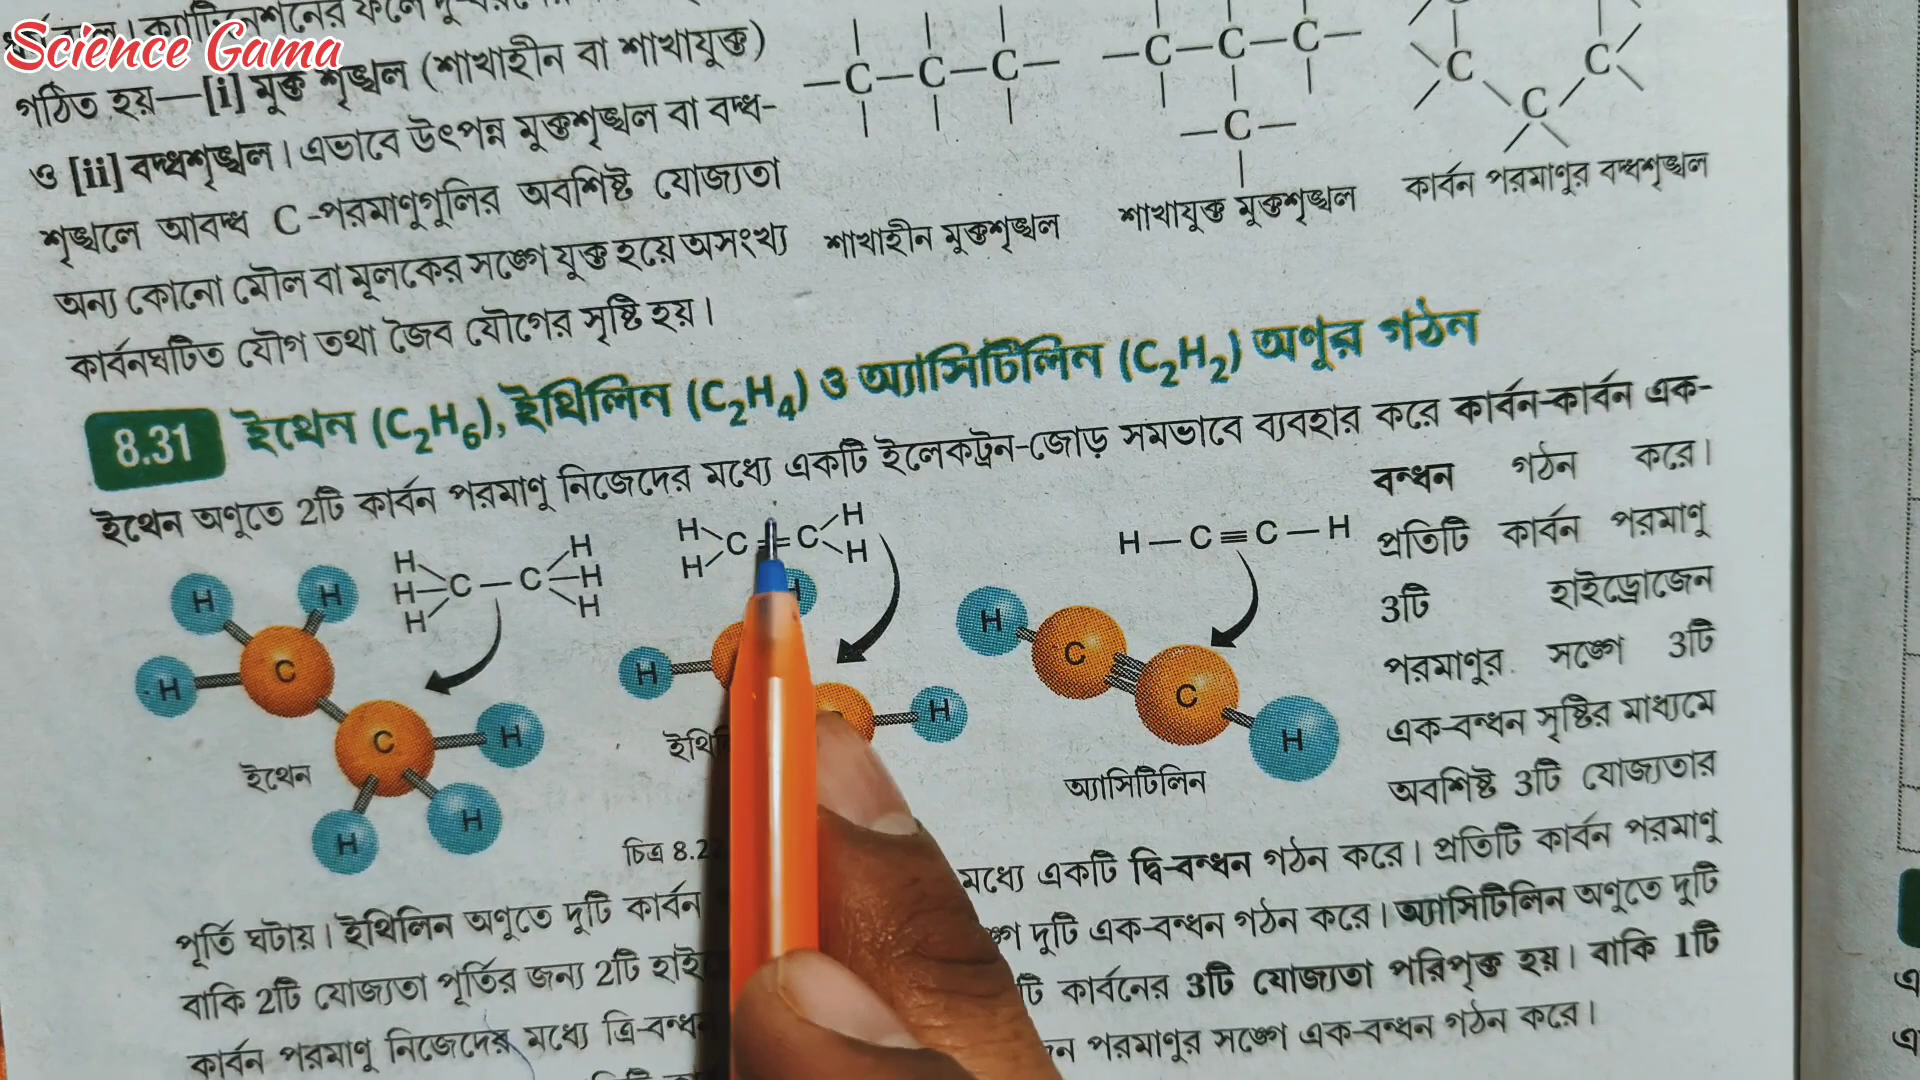 Science Gama
গঠিত হয়—[i] মুক্ত শৃঙ্খল (শাখাহীন বা শাখাযুক্ত)
ও [ii] বদ্ধশৃঙ্খল। এভাবে উৎপন্ন মুক্তশৃঙ্খল বা বদ্ধ-
শৃঙ্খলে আবদ্ধ C-পরমাণুগুলির অবশিষ্ট যোজ্যতা
অন্য কোনো মৌল বা মূলকের সঙ্গে যুক্ত হয়ে অসংখ্য
কার্বনঘটিত যৌগ তথা জৈব যৌগের সৃষ্টি হয়।
—C—C—C—
—C—C—C—
—C—
C C
C
শাখাহীন মুক্তশৃঙ্খল শাখাযুক্ত মুক্তশৃঙ্খল কার্বন পরমাণুর বদ্ধশৃঙ্খল
8.31 ইথেন (C₂H₆), ইথিলিন (C₂H₄) ও অ্যাসিটিলিন (C₂H₂) অণুর গঠন
ইথেন অণুতে 2টি কার্বন পরমাণু নিজেদের মধ্যে একটি ইলেকট্রন-জোড় সমভাবে ব্যবহার করে কার্বন-কার্বন এক-
বন্ধন গঠন করে।
প্রতিটি কার্বন পরমাণু
3টি হাইড্রোজেন
পরমাণুর সঙ্গে 3টি
এক-বন্ধন সৃষ্টির মাধ্যমে
অবশিষ্ট 3টি যোজ্যতার
H H
H C — C H
H H
H H
C = C
H H
H — C ≡ C — H
H H
H C
C H
H H
ইথেন
H
H
H
H
C
C
H
অ্যাসিটিলিন
চিত্র
পূর্তি ঘটায়। ইথিলিন অণুতে দুটি কার্বন মধ্যে একটি দ্বি-বন্ধন গঠন করে। প্রতিটি কার্বন পরমাণু
বাকি 2টি যোজ্যতা পূর্তির জন্য 2টি দুটি এক-বন্ধন গঠন করে। অ্যাসিটিলিন অণুতে দুটি
কার্বন পরমাণু নিজেদের মধ্যে কার্বনের 3টি যোজ্যতা পরিপৃক্ত হয়। বাকি 1টি
পরমাণুর সঙ্গে এক-বন্ধন গঠন করে।